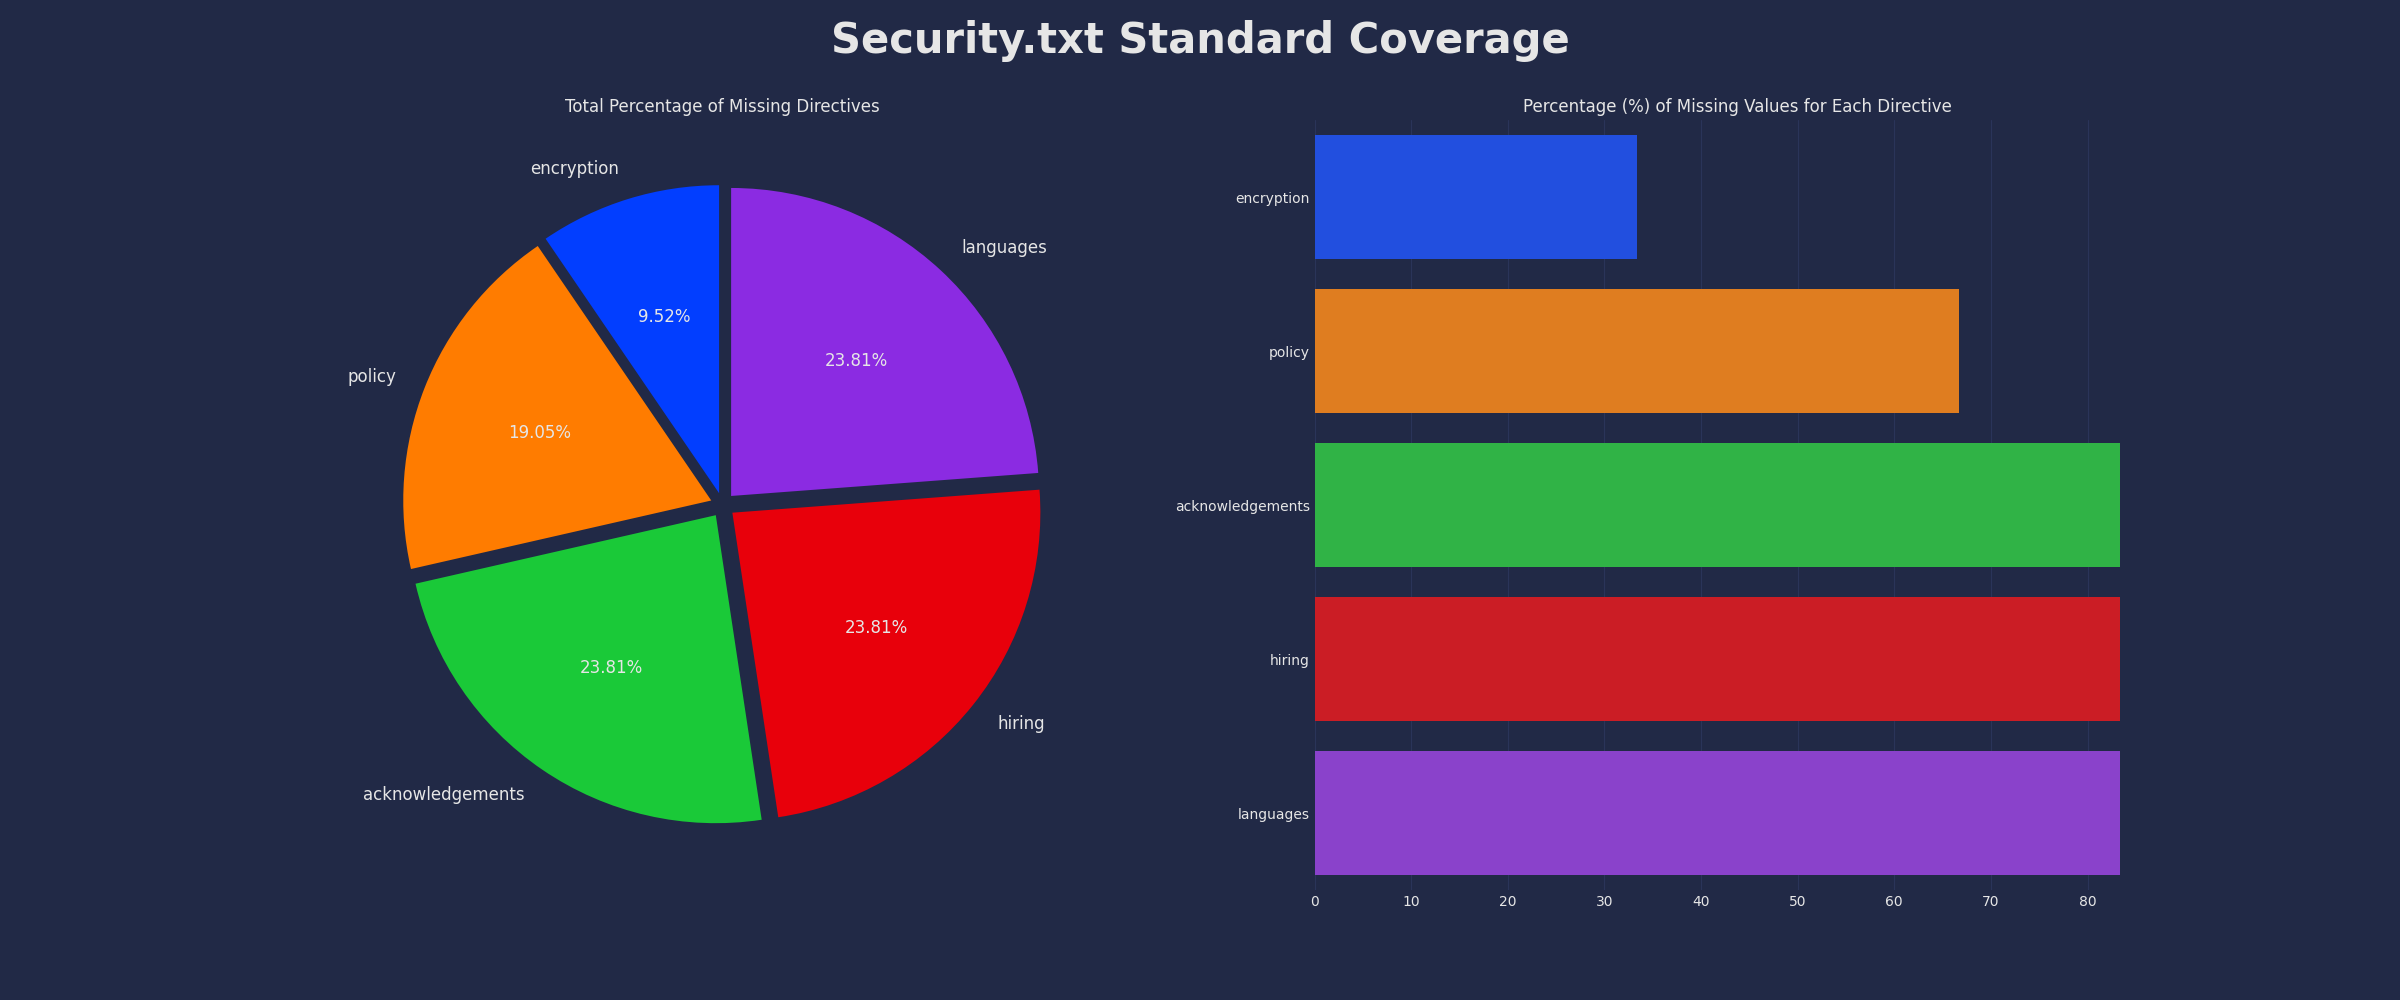 Security.txt Standard Coverage
Total Percentage of Missing Directives
encryption
languages
9.52%
23.81%
policy
19.05%
23.81%
23.81%
hiring
acknowledgements
Percentage (%) of Missing Values for Each Directive
encryption
policy
acknowledgements
hiring
languages
0 10 20 30 40 50 60 70 80